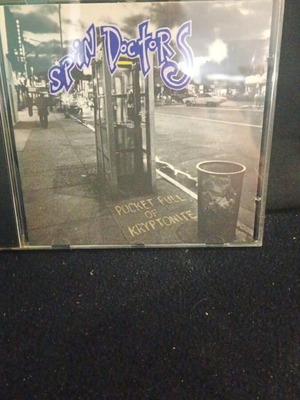 SPIN DOCTORS
POCKET FULL
OF
KRYPTONITE